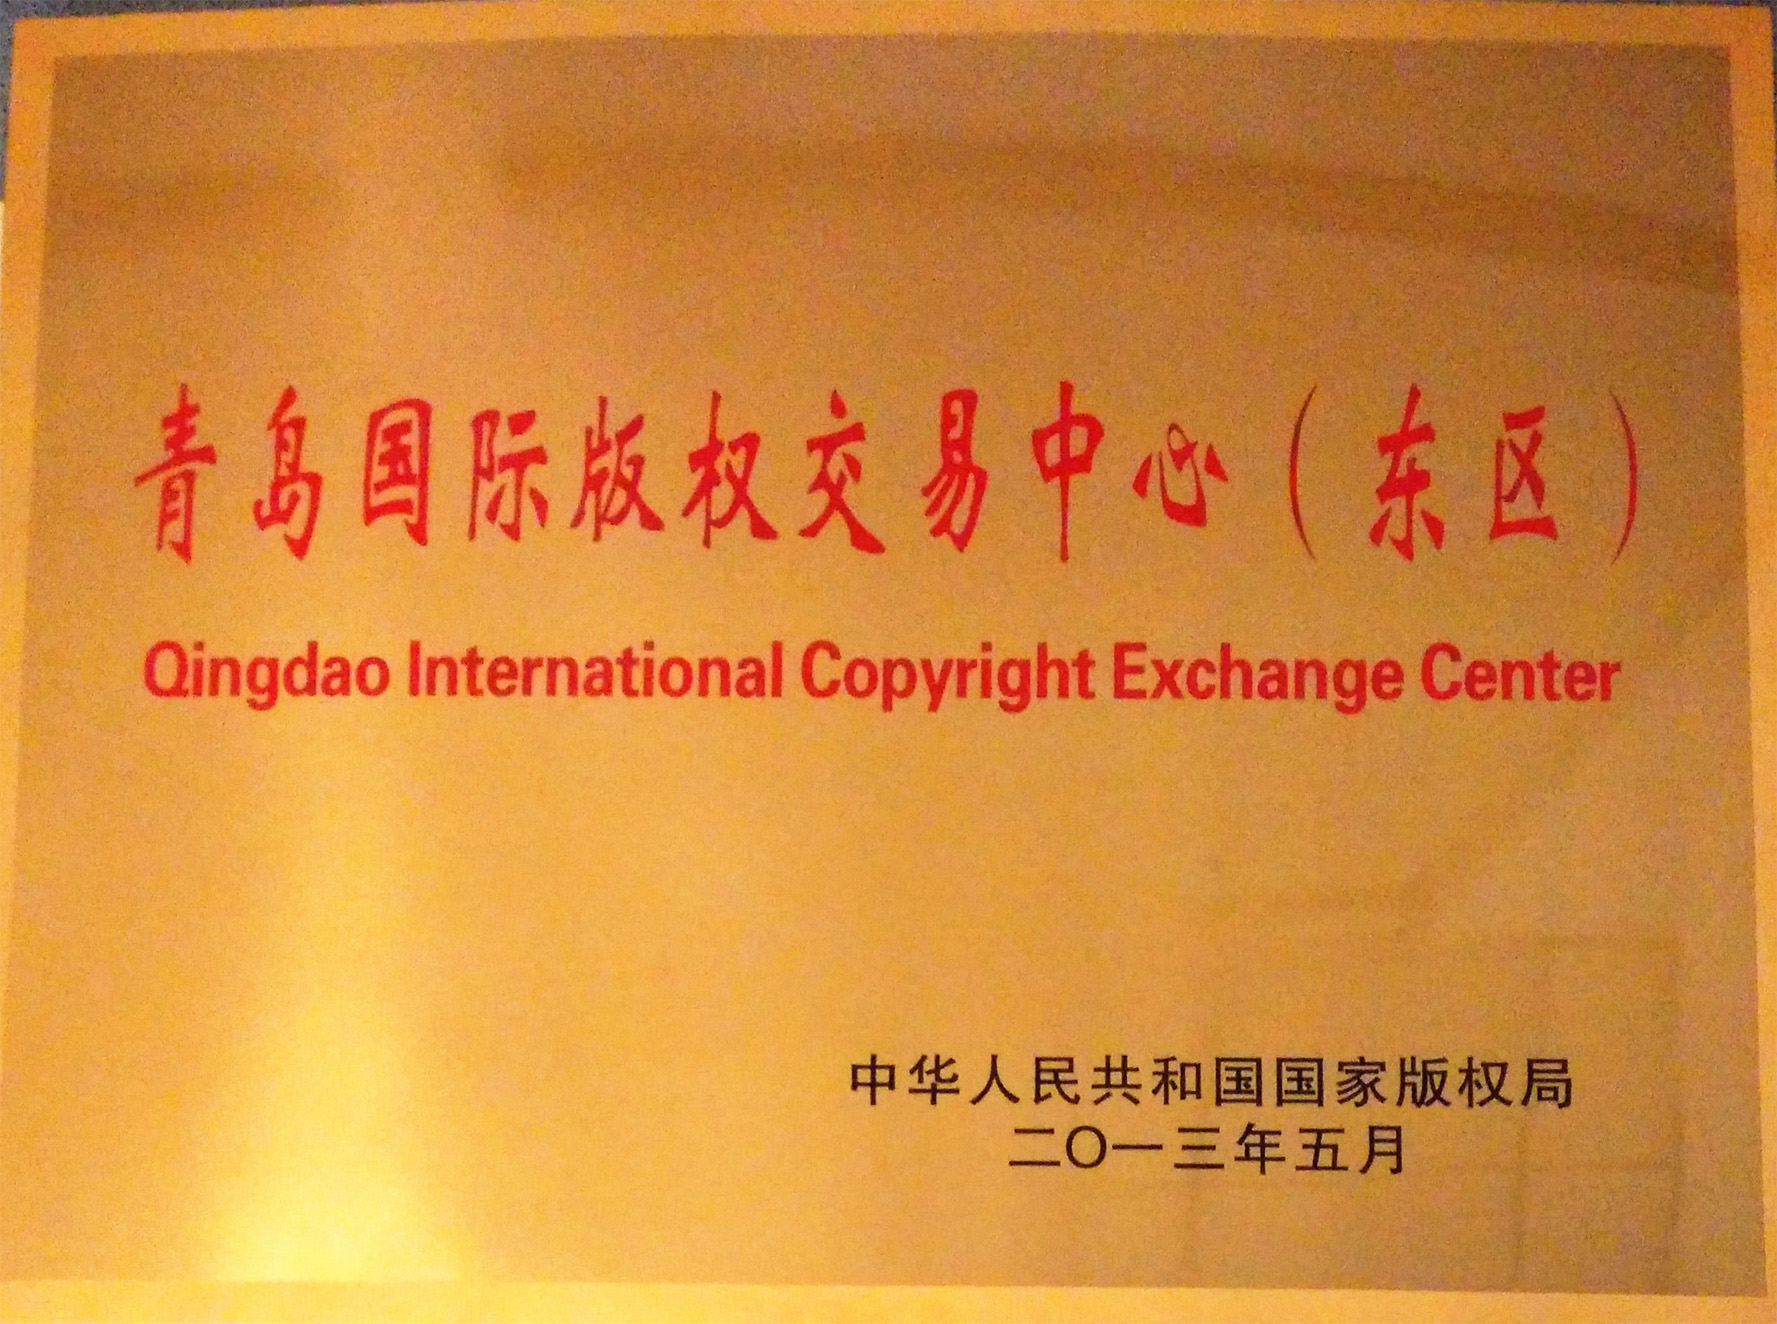 青岛国际版权交易中心（东区）
Qingdao International Copyright Exchange Center
中华人民共和国国家版权局
二〇一三年五月